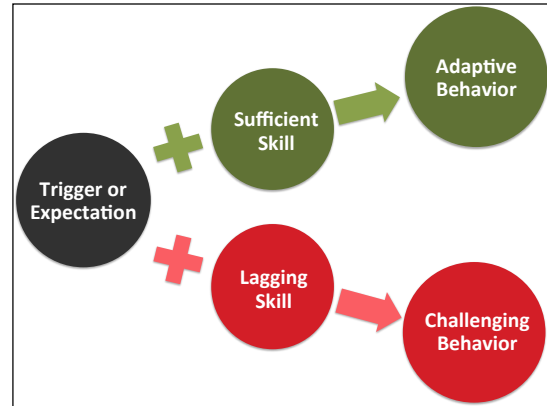 Trigger or
Expectation
Sufficient
Skill
Adaptive
Behavior
Lagging
Skill
Challenging
Behavior